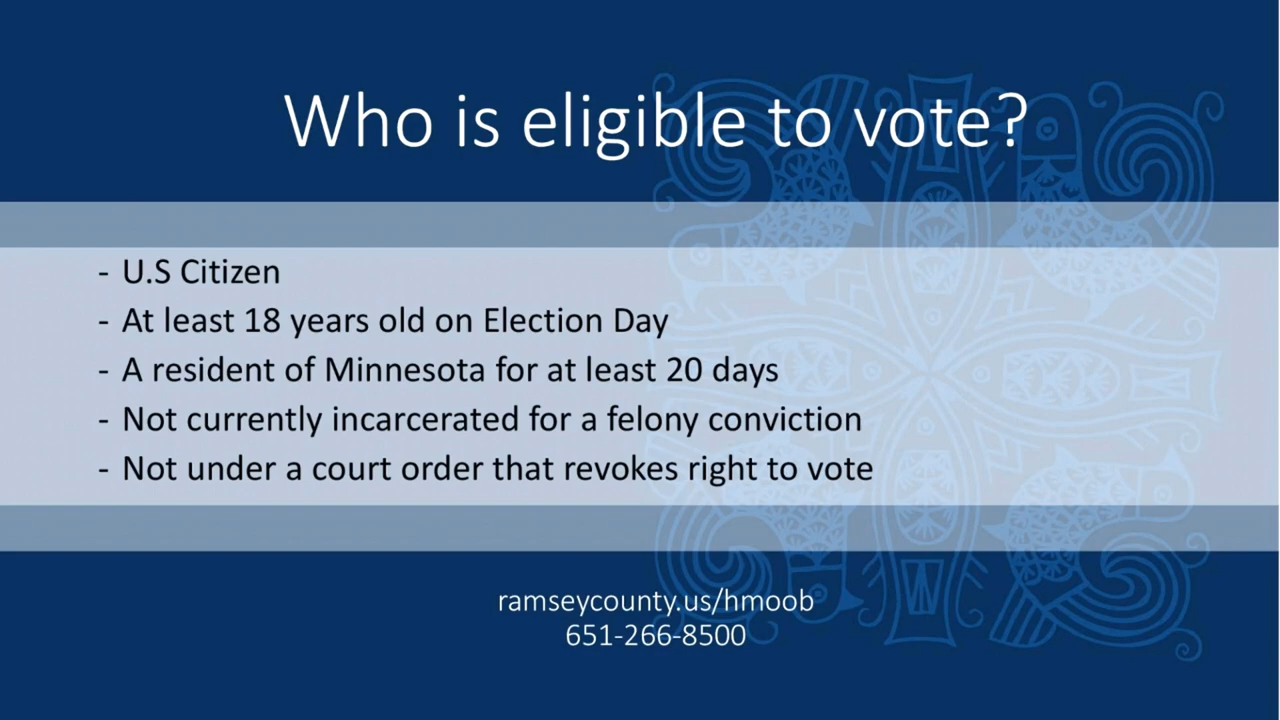 Who is eligible to vote?
- U.S Citizen
- At least 18 years old on Election Day
- A resident of Minnesota for at least 20 days
- Not currently incarcerated for a felony conviction
- Not under a court order that revokes right to vote
ramseycounty.us/hmoob
651-266-8500